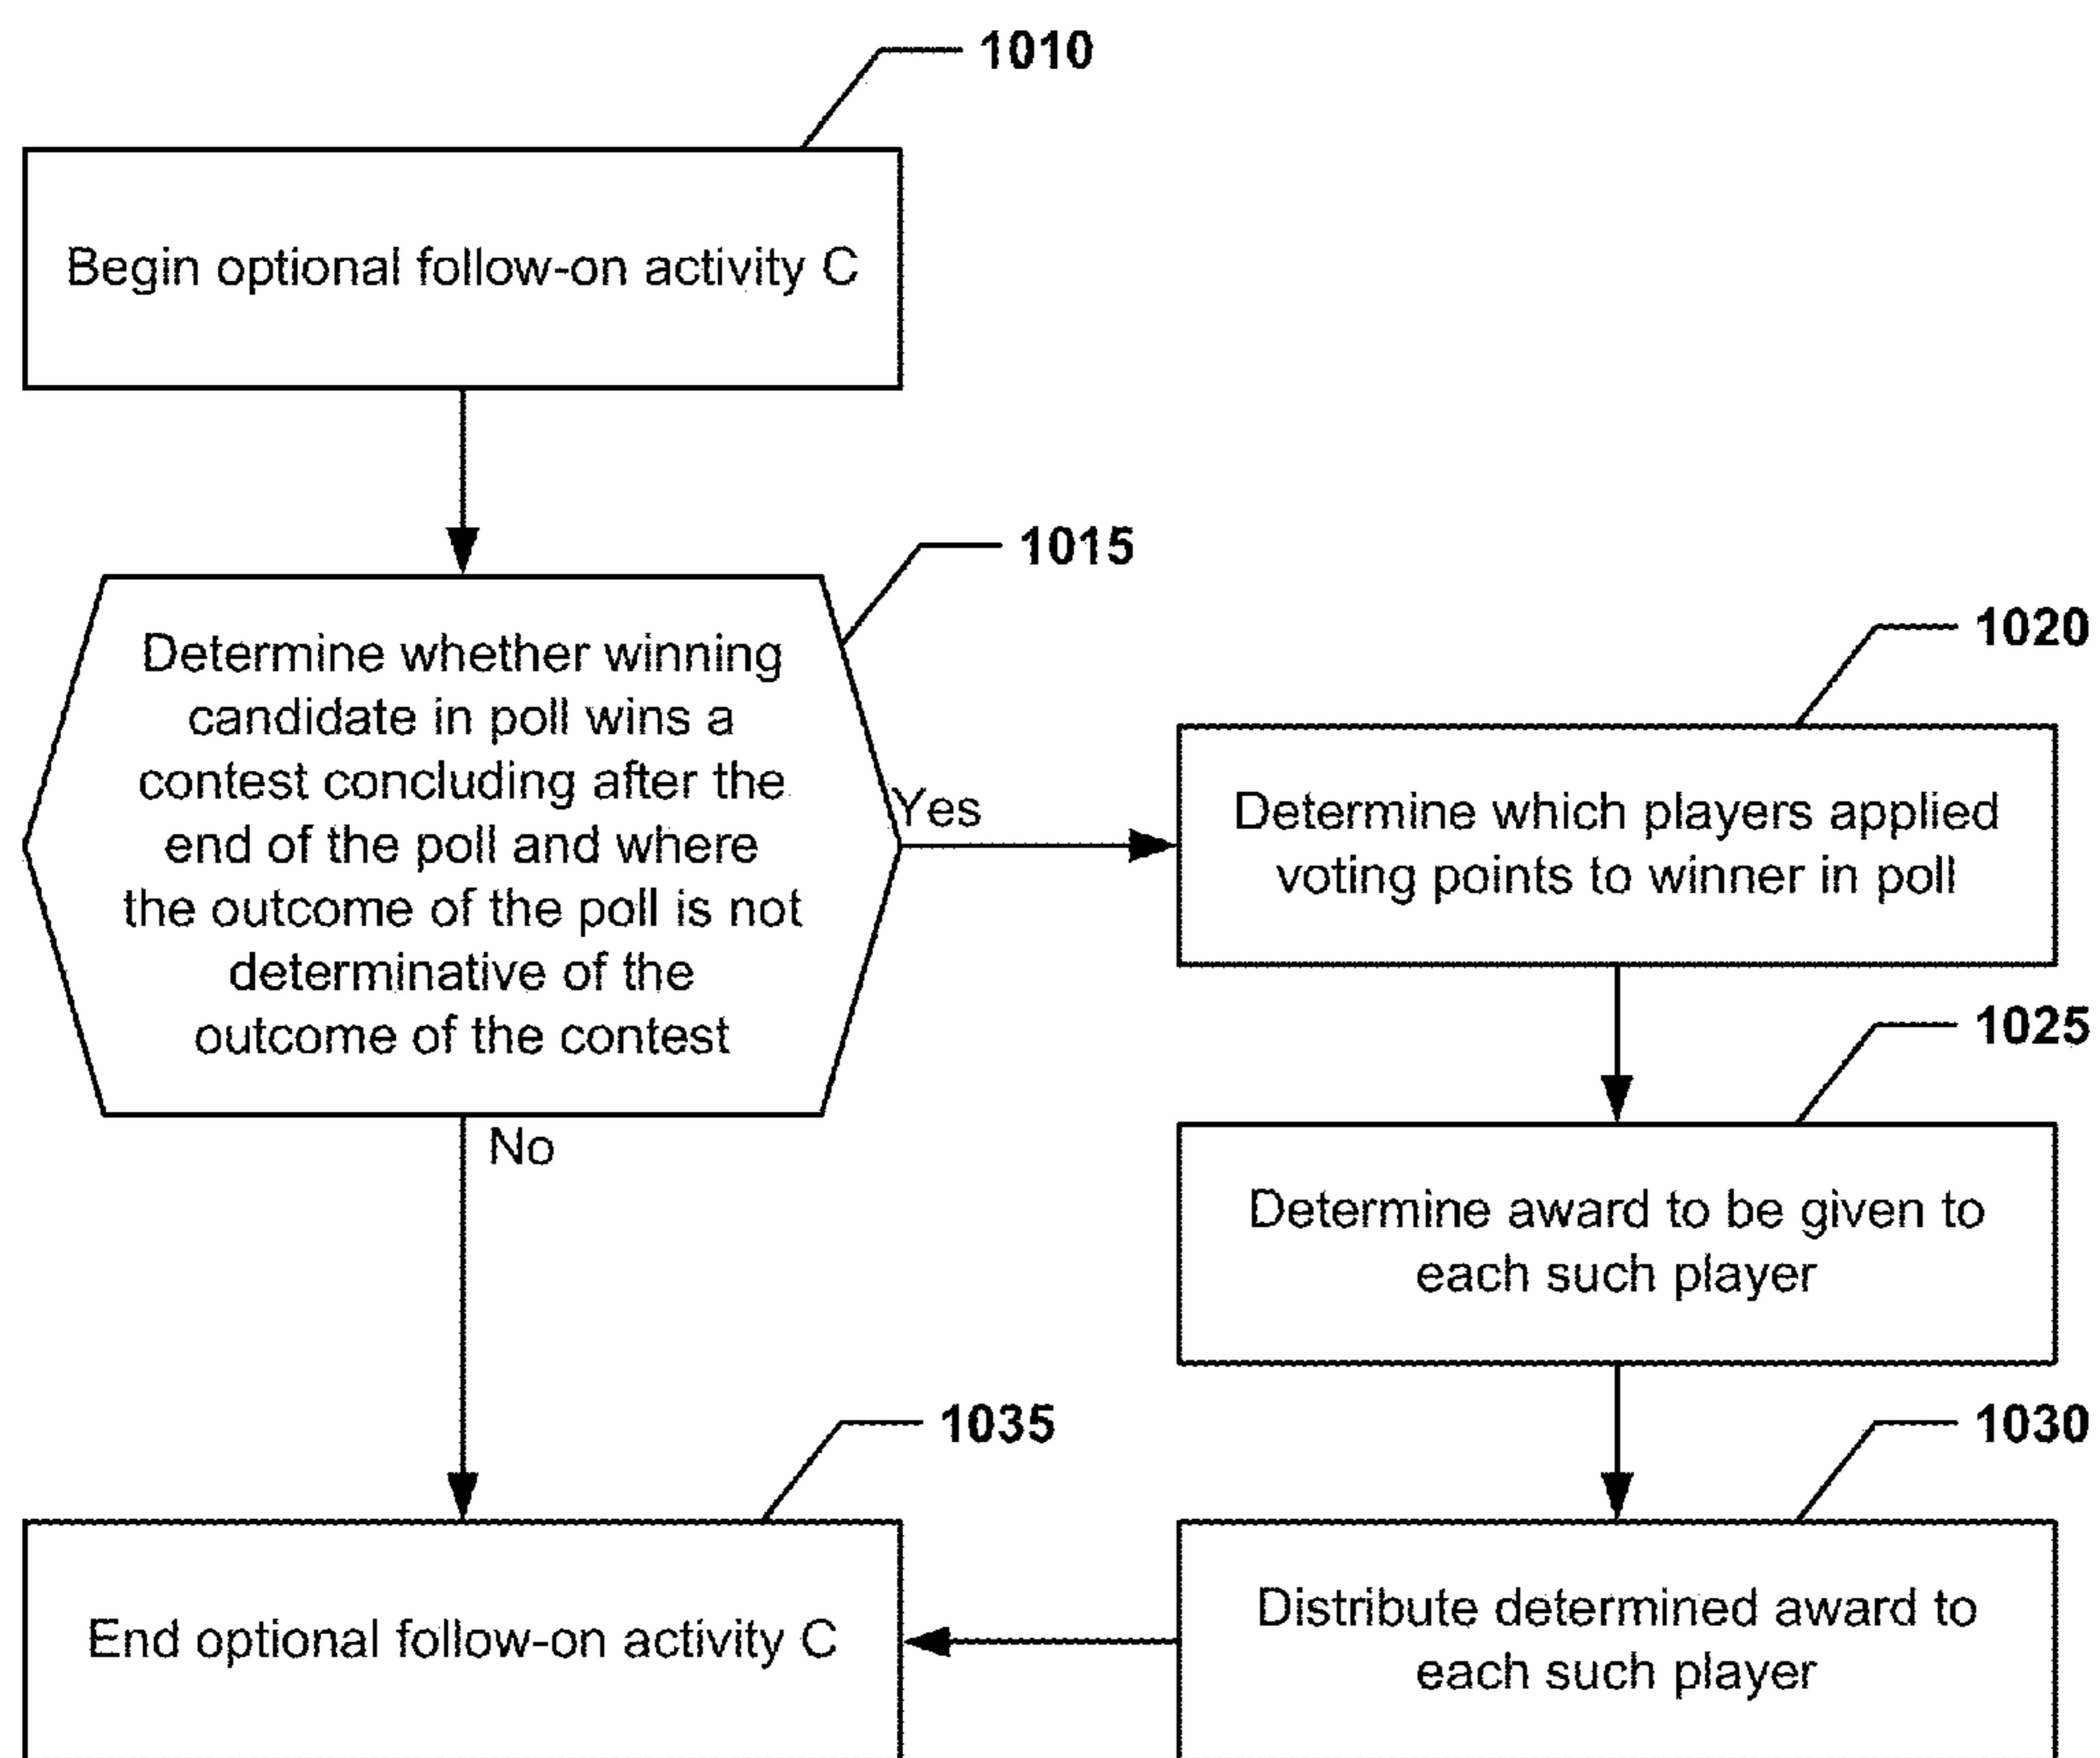 1010
Begin optional follow-on activity C
1015
Determine whether winning
candidate in poll wins a
contest concluding after the
end of the poll and where
the outcome of the poll is not
determinative of the
outcome of the contest
Yes
No
1020
Determine which players applied
voting points to winner in poll
1025
Determine award to be given to
each such player
1030
Distribute determined award to
each such player
1035
End optional follow-on activity C